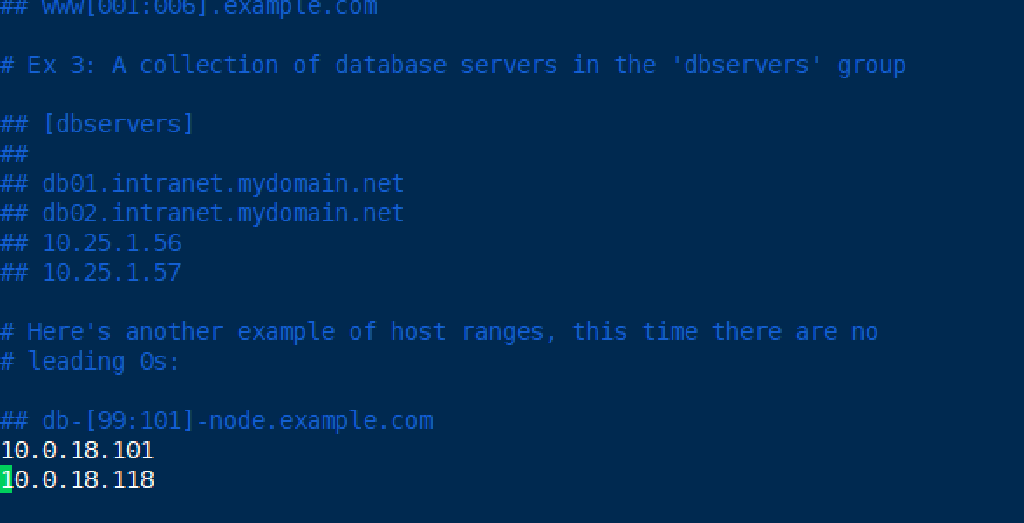 ## www[001:006].example.com
# Ex 3: A collection of database servers in the 'dbservers' group
## [dbservers]
##
## db01.intranet.mydomain.net
## db02.intranet.mydomain.net
## 10.25.1.56
## 10.25.1.57
# Here's another example of host ranges, this time there are no
# leading 0s:
## db-[99:101]-node.example.com
10.0.18.101
10.0.18.118